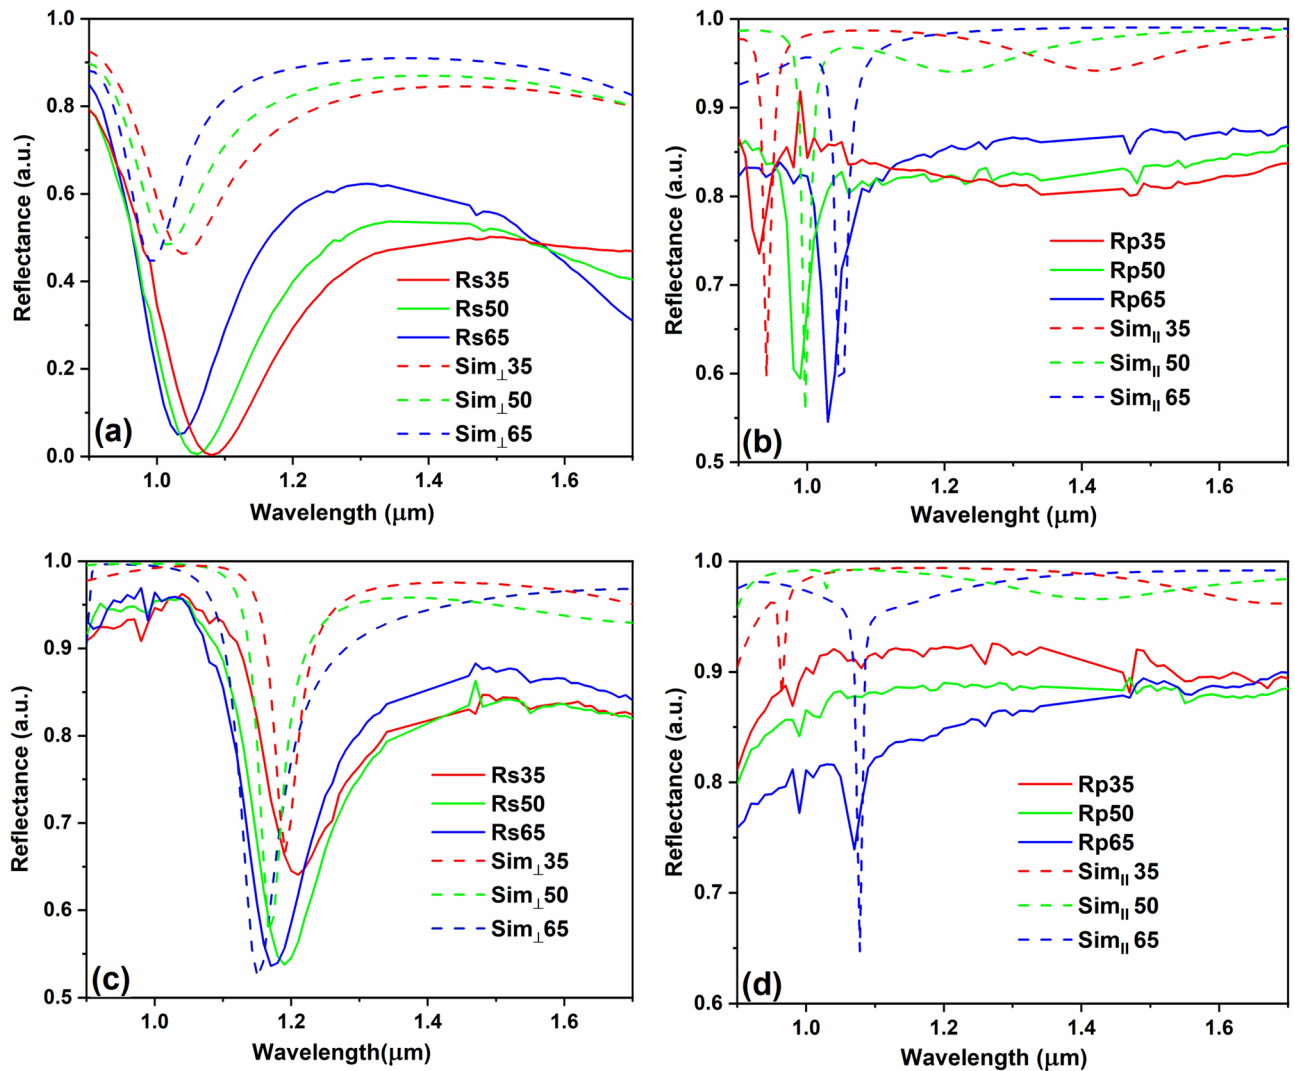 1.0
0.8
0.6
0.4
0.2
0.0
Reflectance (a.u.)
Rs35
Rs50
Rs65
Sim⊥35
Sim⊥50
Sim⊥65
(a)
1.0 1.2 1.4 1.6
Wavelength (μm)
1.0
0.9
0.8
0.7
0.6
0.5
Reflectance (a.u.)
Rp35
Rp50
Rp65
Sim|| 35
Sim|| 50
Sim|| 65
(b)
1.0 1.2 1.4 1.6
Wavelenght (μm)
1.0
0.9
0.8
0.7
0.6
0.5
Reflectance (a.u.)
Rs35
Rs50
Rs65
Sim⊥35
Sim⊥50
Sim⊥65
(c)
1.0 1.2 1.4 1.6
Wavelength(μm)
1.0
0.9
0.8
0.7
0.6
Reflectance (a.u.)
Rp35
Rp50
Rp65
Sim|| 35
Sim|| 50
Sim|| 65
(d)
1.0 1.2 1.4 1.6
Wavelength (μm)